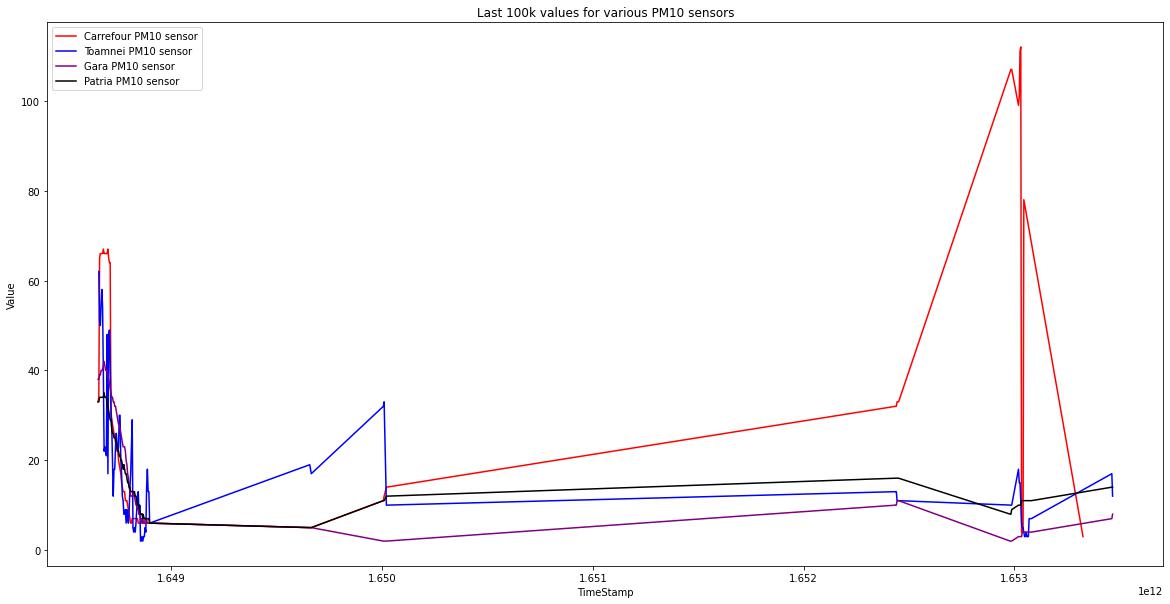 Last 100k values for various PM10 sensors
Carrefour PM10 sensor
Toamnei PM10 sensor
Gara PM10 sensor
Patria PM10 sensor
100
80
60
40
20
0
Value
1.649 1.650 1.651 1.652 1.653
TimeStamp
1e12